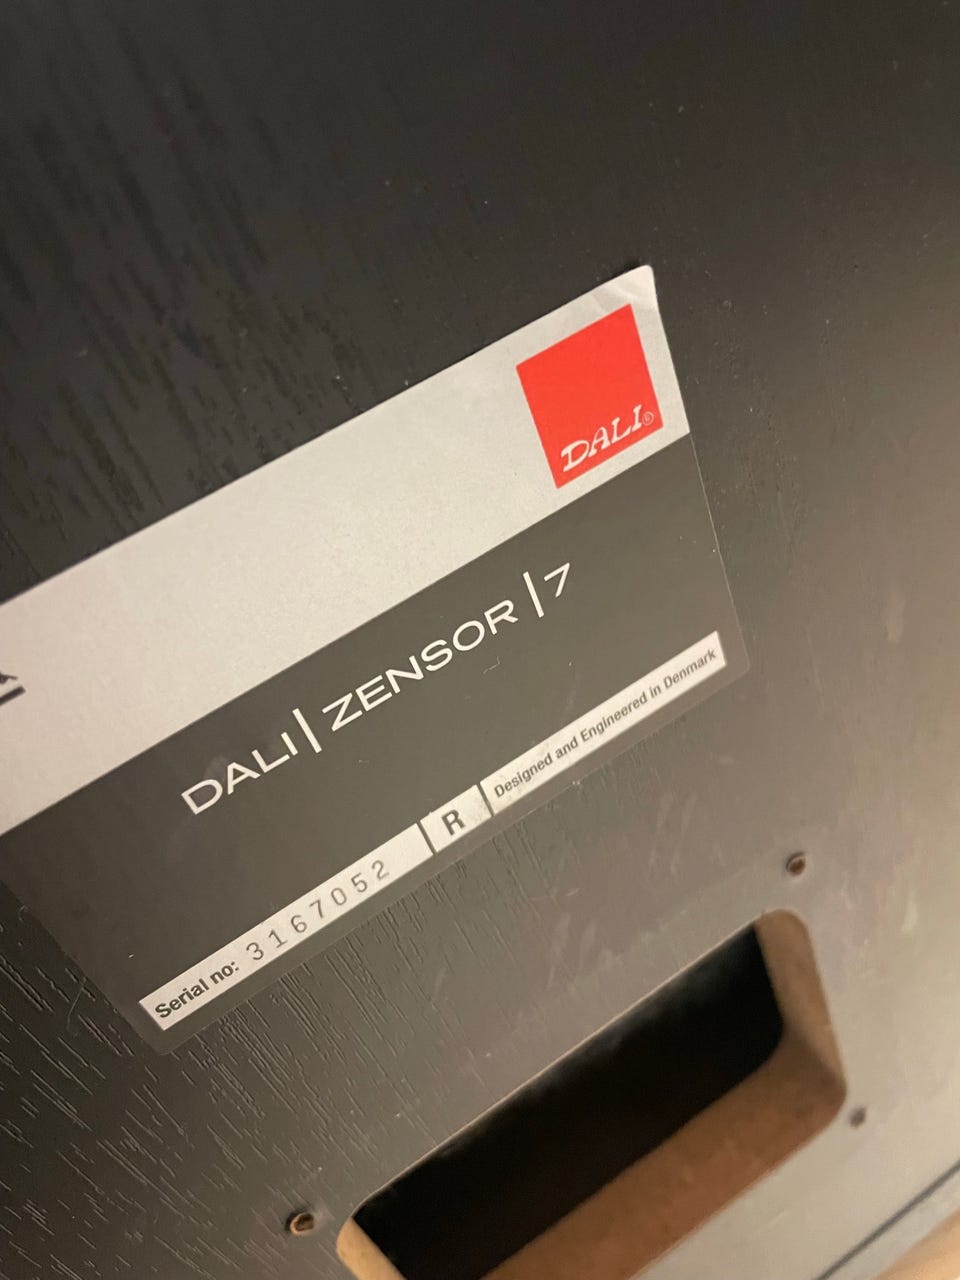 DALI®
DALI | ZENSOR | 7
Serial no: 3167052 R Designed and Engineered in Denmark